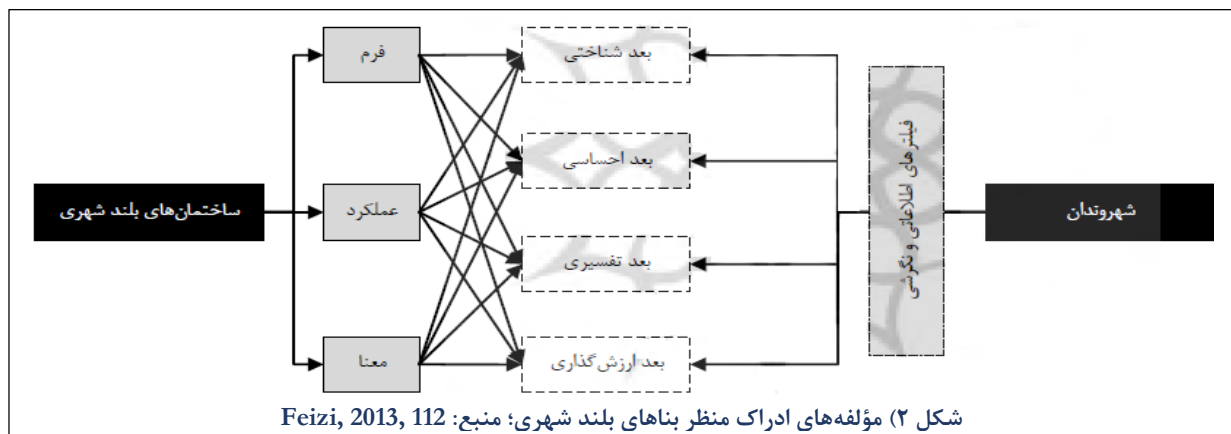 فرم
بعد شناختی
بعد احساسی
ساختمان‌های بلند شهری
عملکرد
فیلترهای اطلاعاتی و نگرشی
شهروندان
بعد تفسیری
معنا
بعد ارزش‌گذاری
شکل ۲) مؤلفه‌های ادراک منظر بناهای بلند شهری؛ منبع: Feizi, 2013, 112